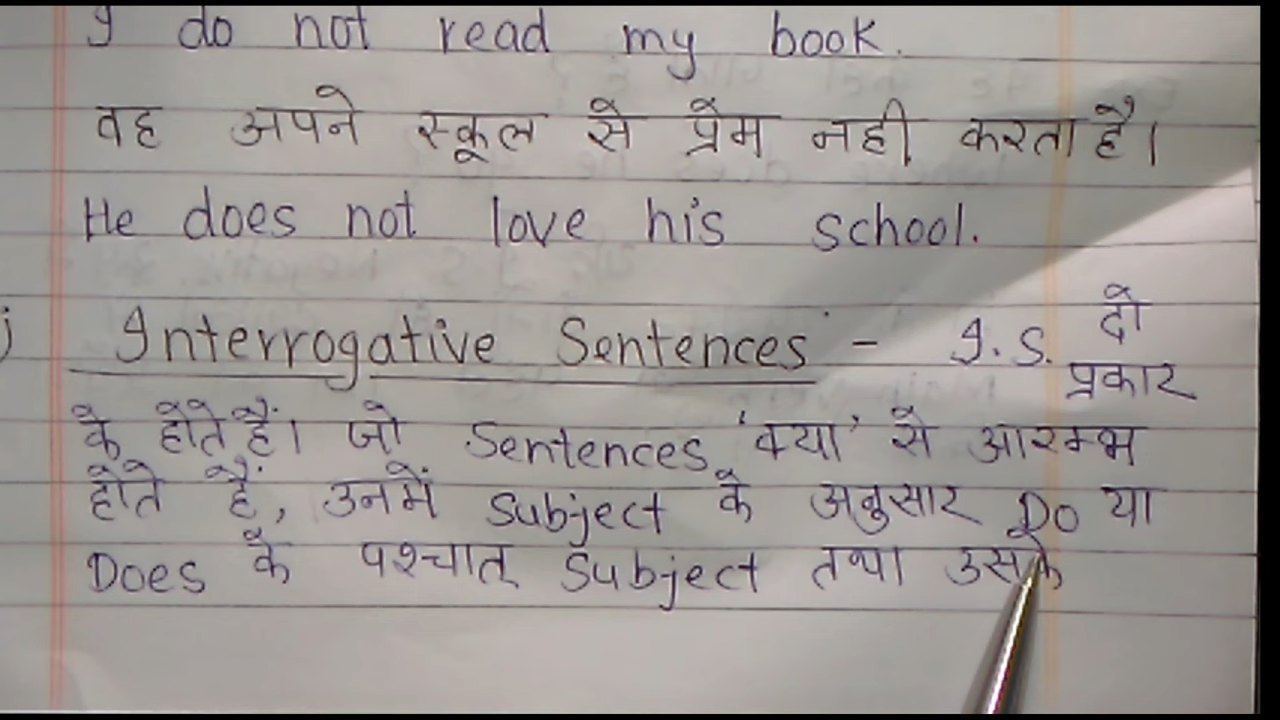 I do not read my book.
वह अपने स्कूल से प्रेम नही करता है।
He does not love his school.
) Interrogative Sentences - I.S. दो
प्रकार
के होते हैं। जो Sentences 'क्या' से आरम्भ
होते हैं, उनमें Subject के अनुसार Do या
Does के पश्चात् Subject तथा उसके